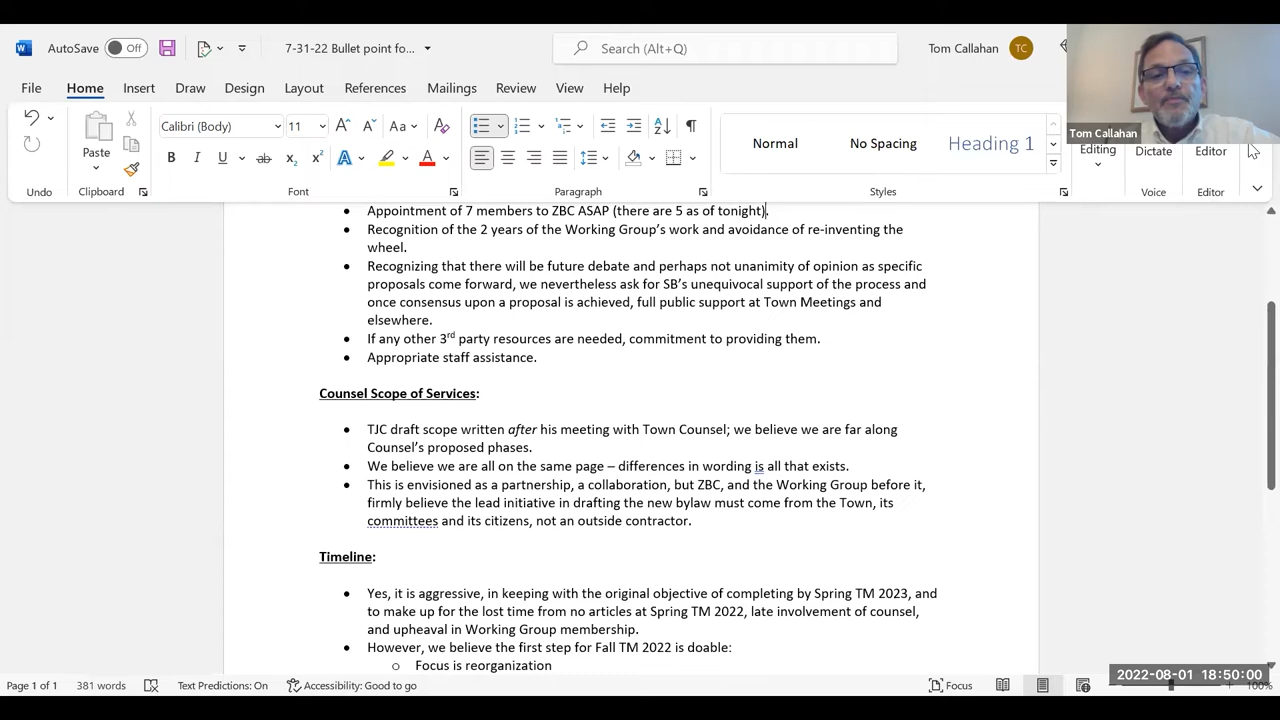 AutoSave Off 7-31-22 Bullet point fo... Search (Alt+Q) Tom Callahan TC
File Home Insert Draw Design Layout References Mailings Review View Help
Tom Callahan
Paste Calibri (Body) 11 Aa Normal No Spacing Heading 1 Editing Dictate Editor
Undo Clipboard Font Paragraph Styles Voice Editor
• Appointment of 7 members to ZBC ASAP (there are 5 as of tonight).
• Recognition of the 2 years of the Working Group's work and avoidance of re-inventing the
wheel.
• Recognizing that there will be future debate and perhaps not unanimity of opinion as specific
proposals come forward, we nevertheless ask for SB's unequivocal support of the process and
once consensus upon a proposal is achieved, full public support at Town Meetings and
elsewhere.
• If any other 3rd party resources are needed, commitment to providing them.
• Appropriate staff assistance.
Counsel Scope of Services:
• TJC draft scope written after his meeting with Town Counsel; we believe we are far along
Counsel's proposed phases.
• We believe we are all on the same page – differences in wording is all that exists.
• This is envisioned as a partnership, a collaboration, but ZBC, and the Working Group before it,
firmly believe the lead initiative in drafting the new bylaw must come from the Town, its
committees and its citizens, not an outside contractor.
Timeline:
• Yes, it is aggressive, in keeping with the original objective of completing by Spring TM 2023, and
to make up for the lost time from no articles at Spring TM 2022, late involvement of counsel,
and upheaval in Working Group membership.
• However, we believe the first step for Fall TM 2022 is doable:
o Focus is reorganization
Page 1 of 1 381 words Text Predictions: On Accessibility: Good to go Focus 100%
2022-08-01 18:50:00